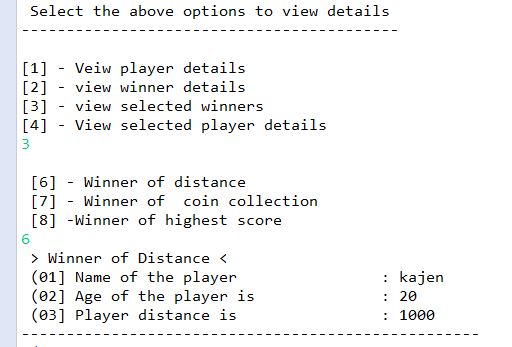 Select the above options to view details
------------------------------------------
[1] - Veiw player details
[2] - view winner details
[3] - view selected winners
[4] - View selected player details
3
[6] - Winner of distance
[7] - Winner of  coin collection
[8] -Winner of highest score
6
> Winner of Distance <
(01] Name of the player                : kajen
(02] Age of the player is              : 20
(03] Player distance is                : 1000
---------------------------------------------------